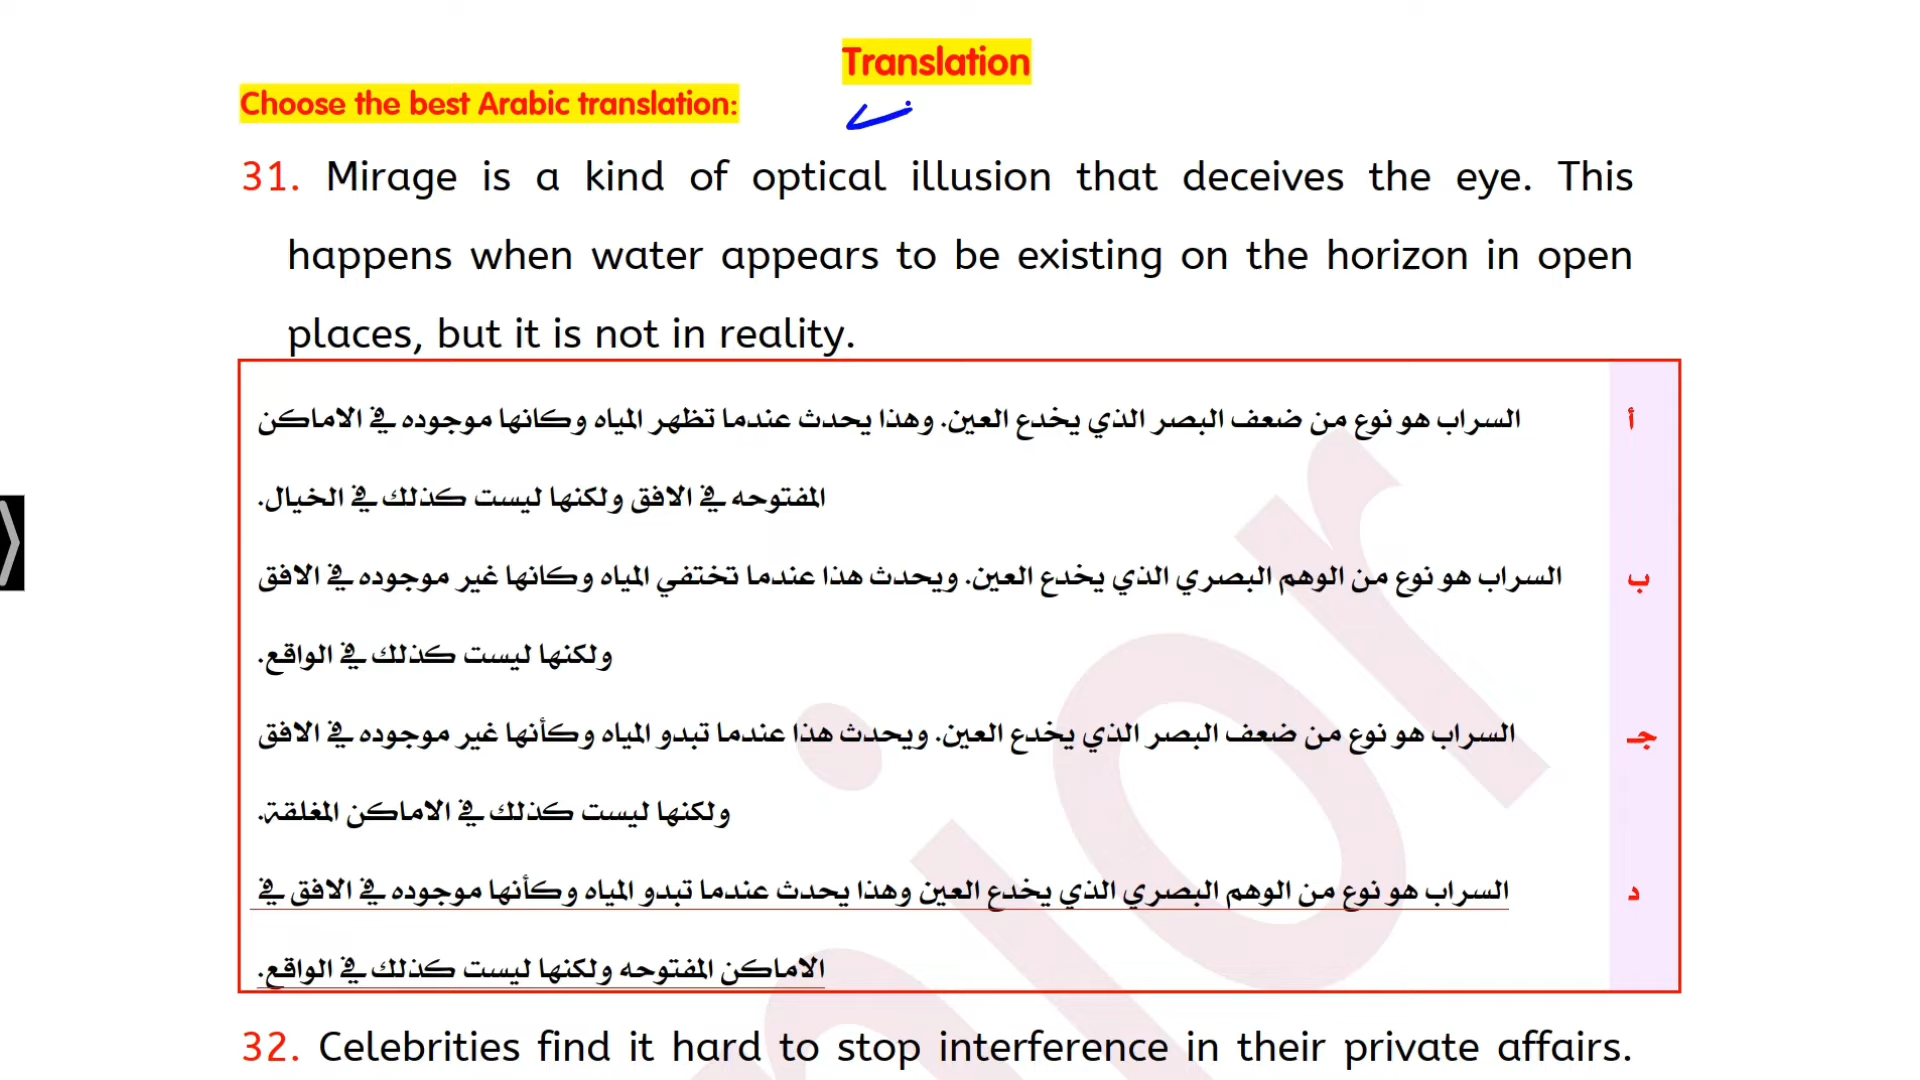 Translation
Choose the best Arabic translation:
31. Mirage is a kind of optical illusion that deceives the eye. This
happens when water appears to be existing on the horizon in open
places, but it is not in reality.
أ السراب هو نوع من ضعف البصر الذي يخدع العين. وهذا يحدث عندما تظهر المياه وكانها موجوده في الاماكن
المفتوحه في الافق ولكنها ليست كذلك في الخيال.
ب السراب هو نوع من الوهم البصري الذي يخدع العين. ويحدث هذا عندما تختفي المياه وكانها غير موجوده في الافق
ولكنها ليست كذلك في الواقع.
جـ السراب هو نوع من ضعف البصر الذي يخدع العين. ويحدث هذا عندما تبدو المياه وكأنها غير موجوده في الافق
ولكنها ليست كذلك في الاماكن المغلقة.
د السراب هو نوع من الوهم البصري الذي يخدع العين وهذا يحدث عندما تبدو المياه وكأنها موجوده في الافق في
الاماكن المفتوحه ولكنها ليست كذلك في الواقع.
32. Celebrities find it hard to stop interference in their private affairs.